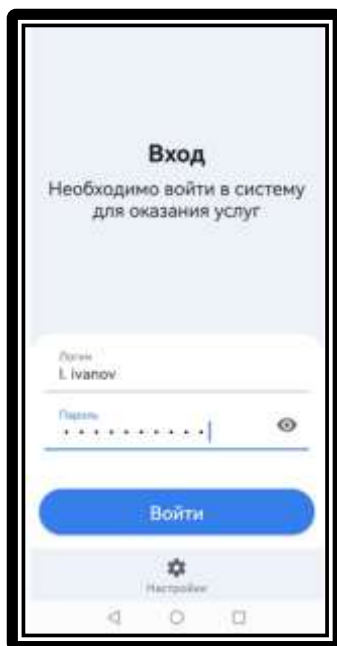 Вход
Необходимо войти в систему
для оказания услуг
Логин
I. ivanov
Пароль
Войти
Настройки